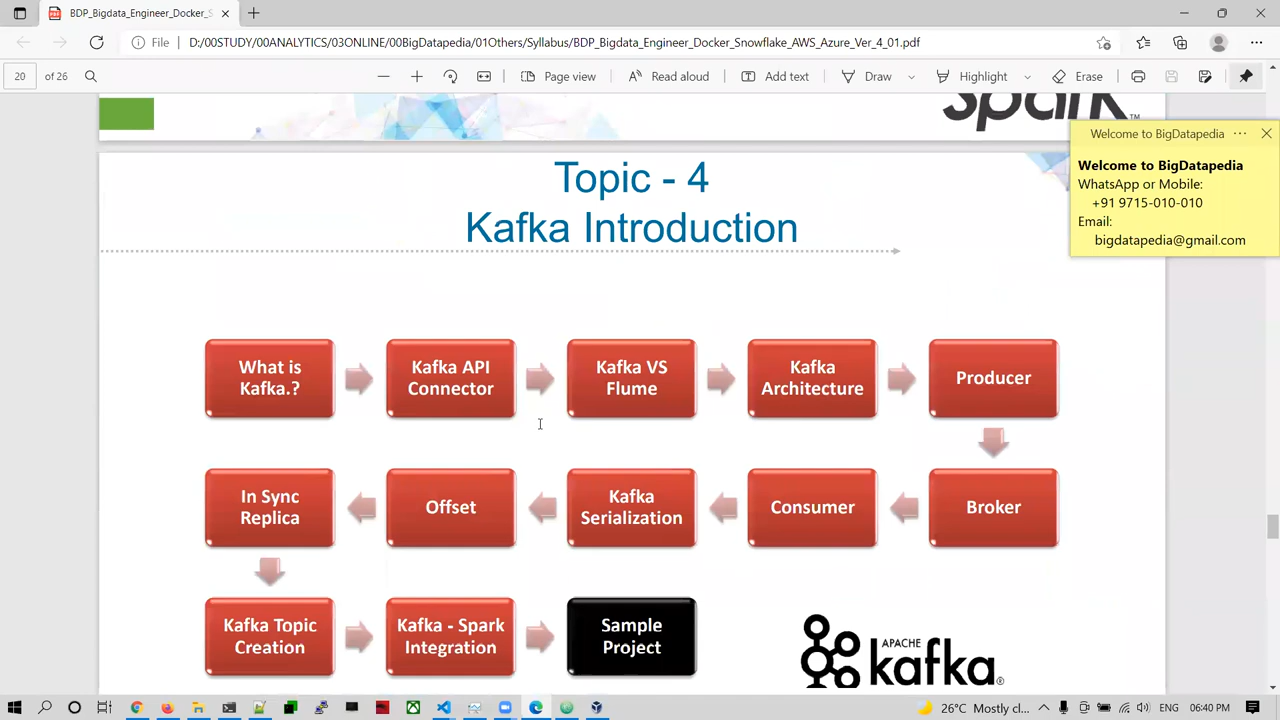 BDP_Bigdata_Engineer_Docker_S
File
D:/00STUDY/00ANALYTICS/03ONLINE/00BigDatapedia/01Others/Syllabus/BDP_Bigdata_Engineer_Docker_Snowflake_AWS_Azure_Ver_4_01.pdf
20 of 26
Page view
Read aloud
Add text
Draw
Highlight
Erase
Spark™
Welcome to BigDatapedia
Welcome to BigDatapedia
WhatsApp or Mobile:
+91 9715-010-010
Email:
bigdatapedia@gmail.com
Topic - 4
Kafka Introduction
What is
Kafka.?
Kafka API
Connector
Kafka VS
Flume
Kafka
Architecture
Producer
In Sync
Replica
Offset
Kafka
Serialization
Consumer
Broker
Kafka Topic
Creation
Kafka - Spark
Integration
Sample
Project
APACHE
kafka®
26°C Mostly cl...
06:40 PM